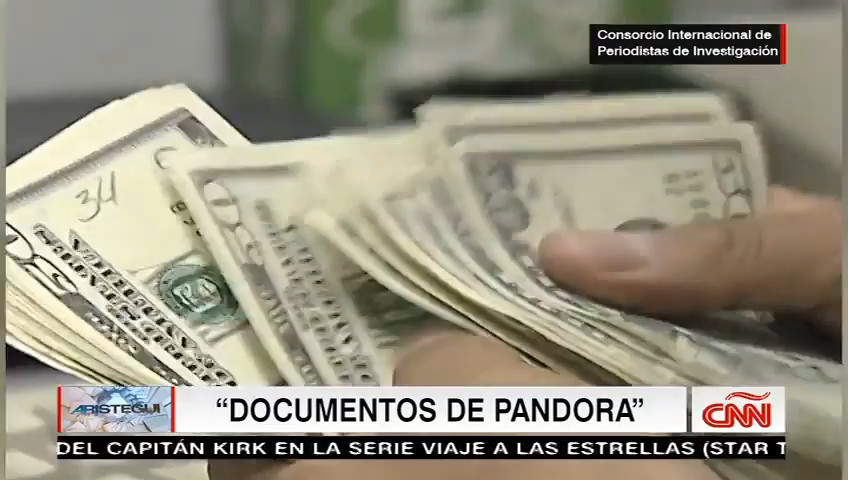 Consorcio Internacional de
Periodistas de Investigación
34
ARISTEGUI
“DOCUMENTOS DE PANDORA”
CNN
DEL CAPITÁN KIRK EN LA SERIE VIAJE A LAS ESTRELLAS (STAR T